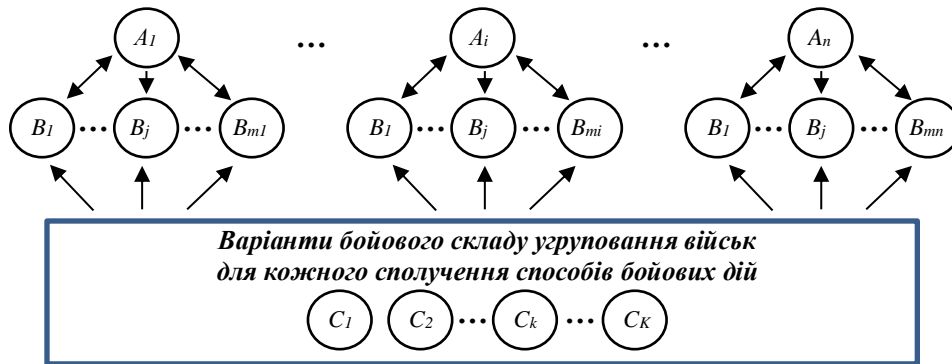 A1 ... Ai ... An
B1 ... Bj ... Bm1 B1 ... Bj ... Bmi B1 ... Bj ... Bmn
Варіанти бойового складу угруповання військ
для кожного сполучення способів бойових дій
C1 C2 ... Ck ... CK